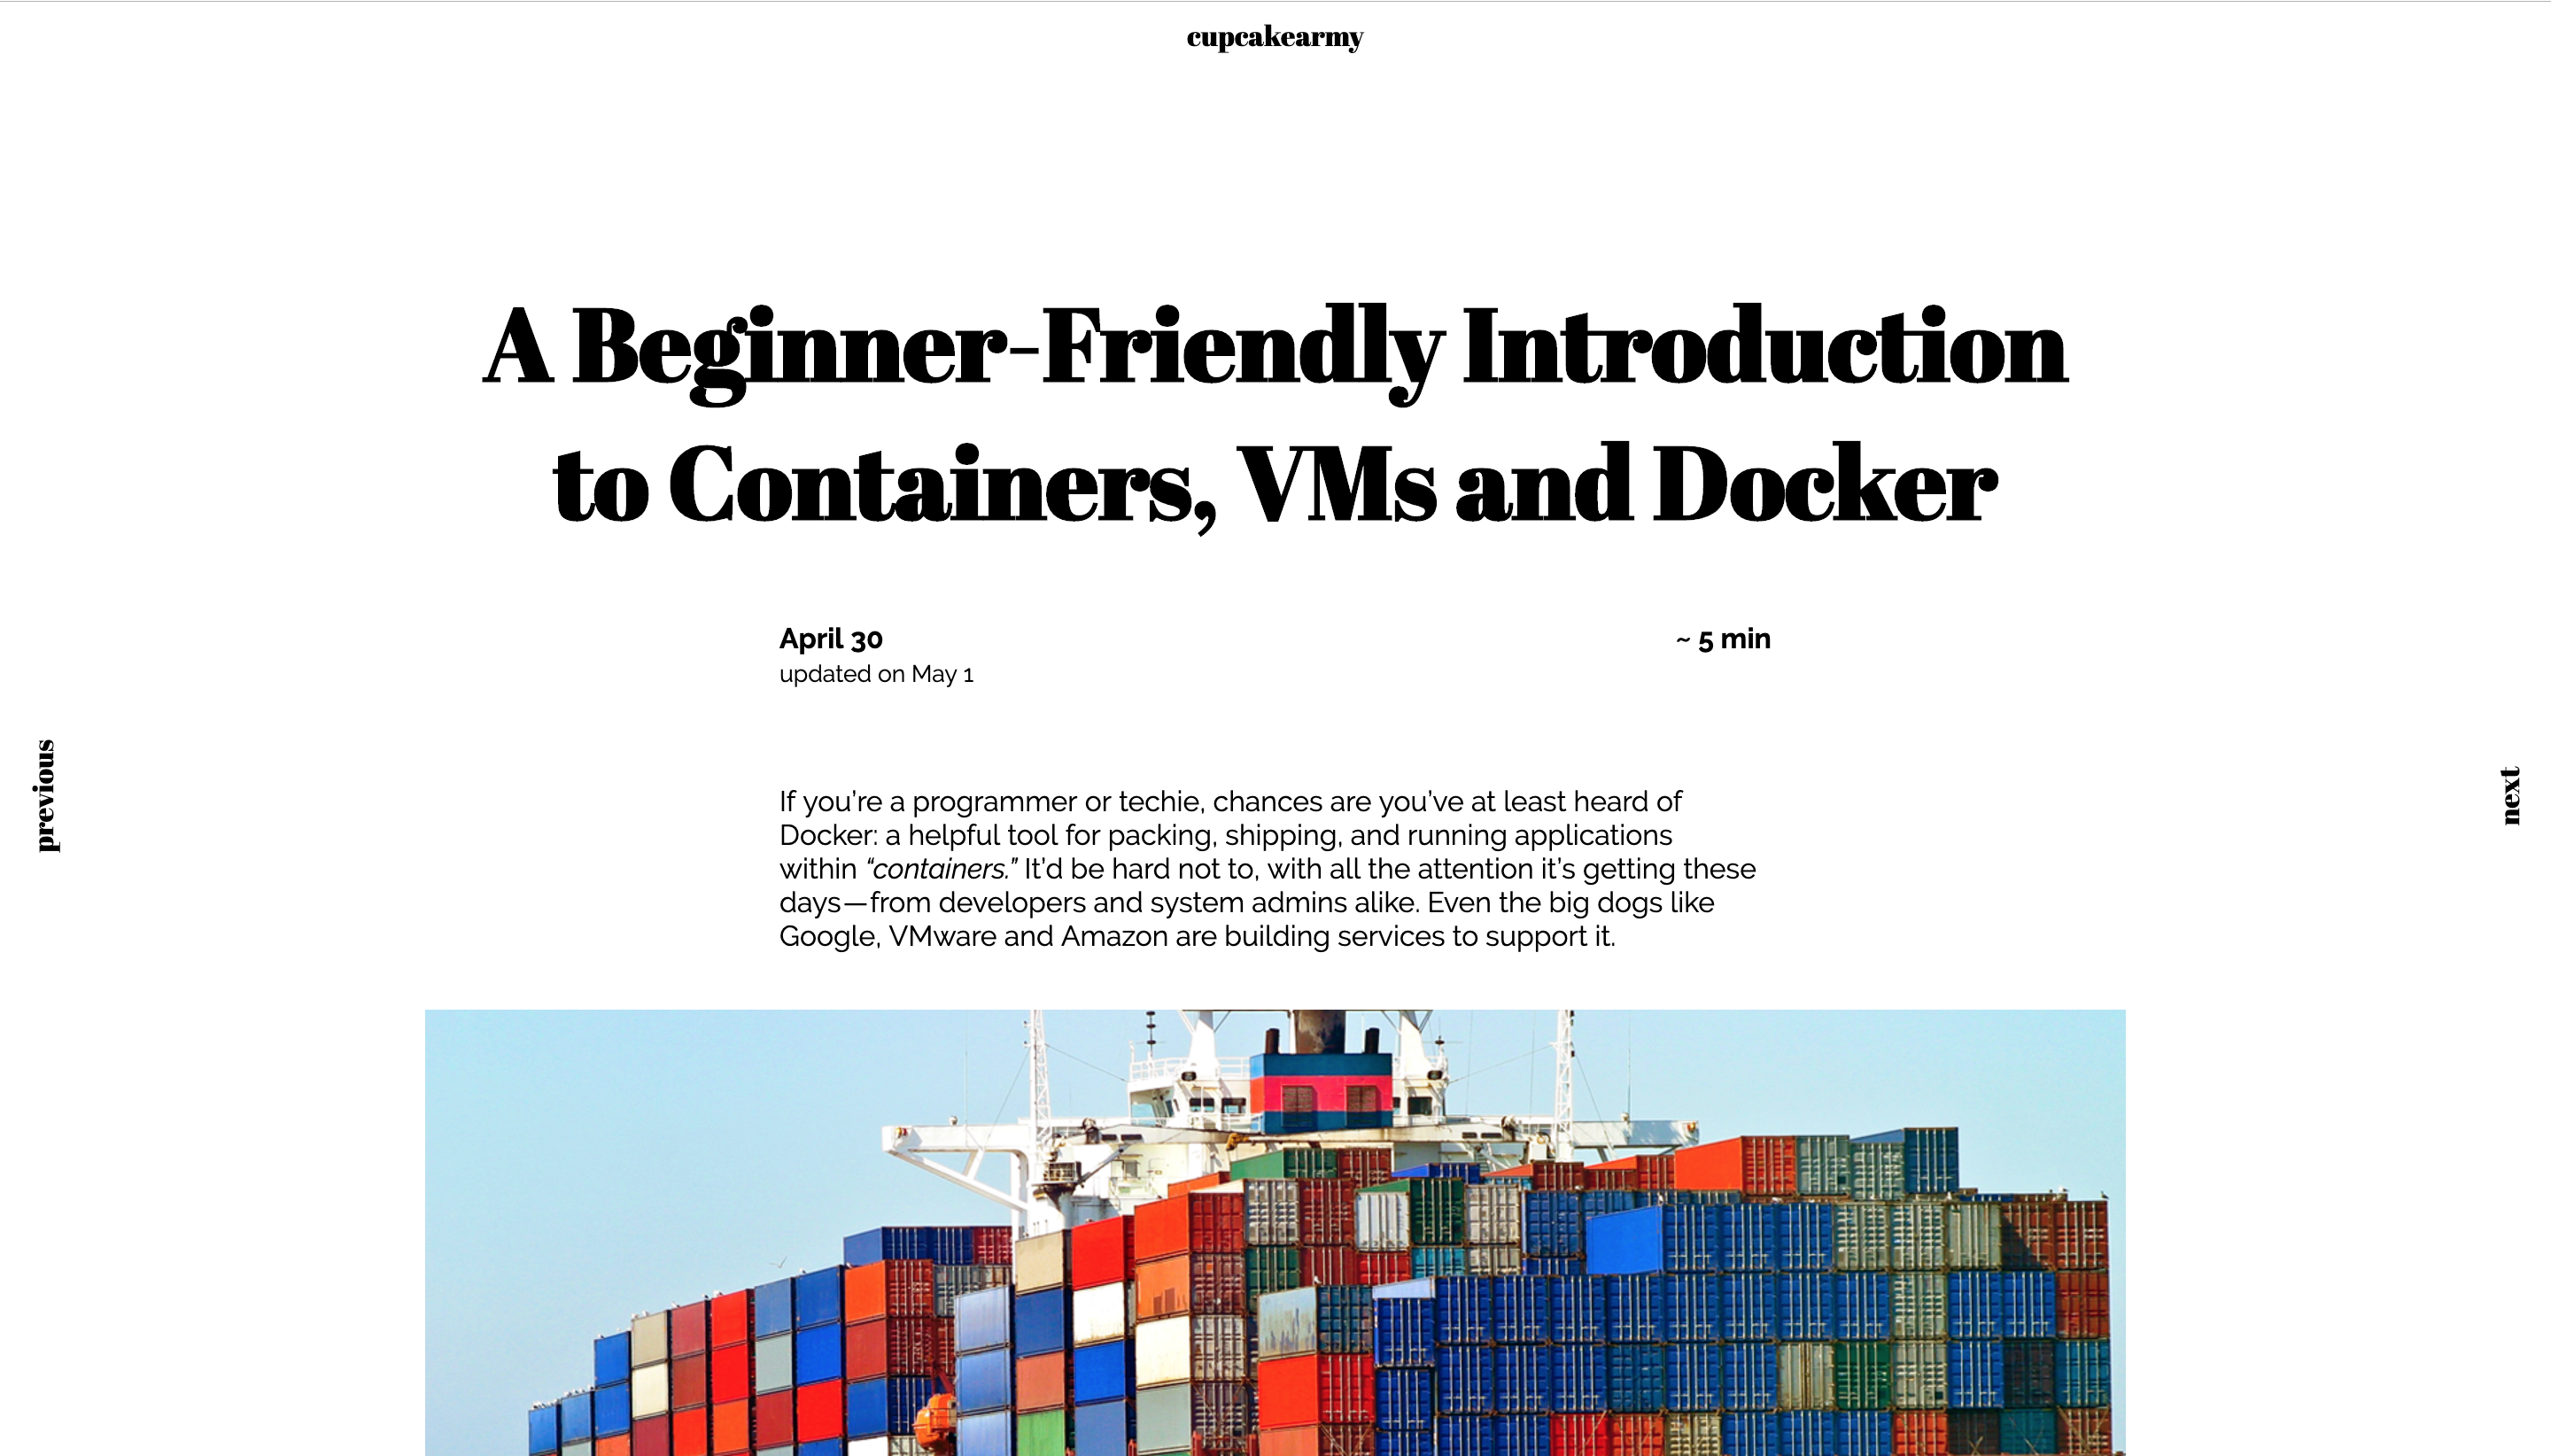 cupcakearmy
A Beginner-Friendly Introduction
to Containers, VMs and Docker
April 30
~ 5 min
updated on May 1
previous
next
If you’re a programmer or techie, chances are you’ve at least heard of
Docker: a helpful tool for packing, shipping, and running applications
within “containers.” It’d be hard not to, with all the attention it’s getting these
days—from developers and system admins alike. Even the big dogs like
Google, VMware and Amazon are building services to support it.